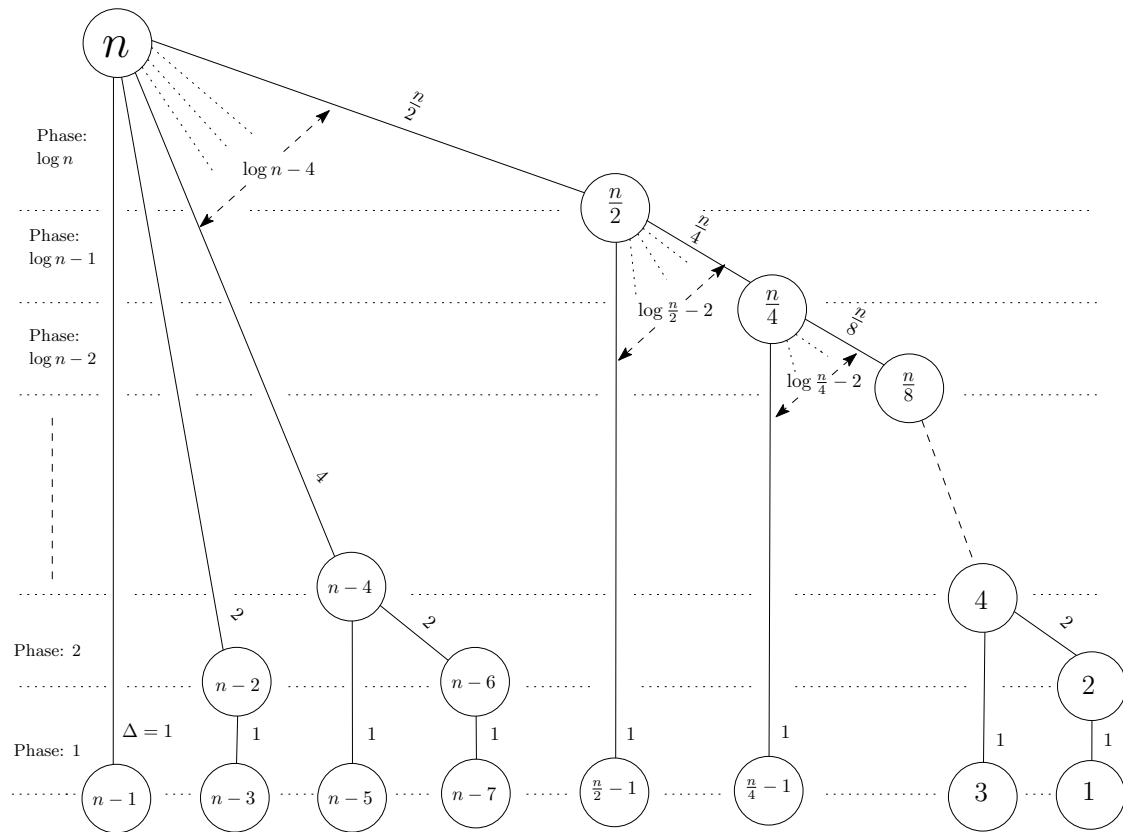 n
n/2
Phase:
log n
log n − 4
n/2
n/4
Phase:
log n − 1
n/4
log n/2 − 2
n/8
Phase:
log n − 2
log n/4 − 2
n/8
4
n − 4
4
2
2
2
Phase: 2
n − 2
n − 6
2
Δ = 1
1
1
1
1
1
1
1
Phase: 1
n − 1
n − 3
n − 5
n − 7
n/2 − 1
n/4 − 1
3
1